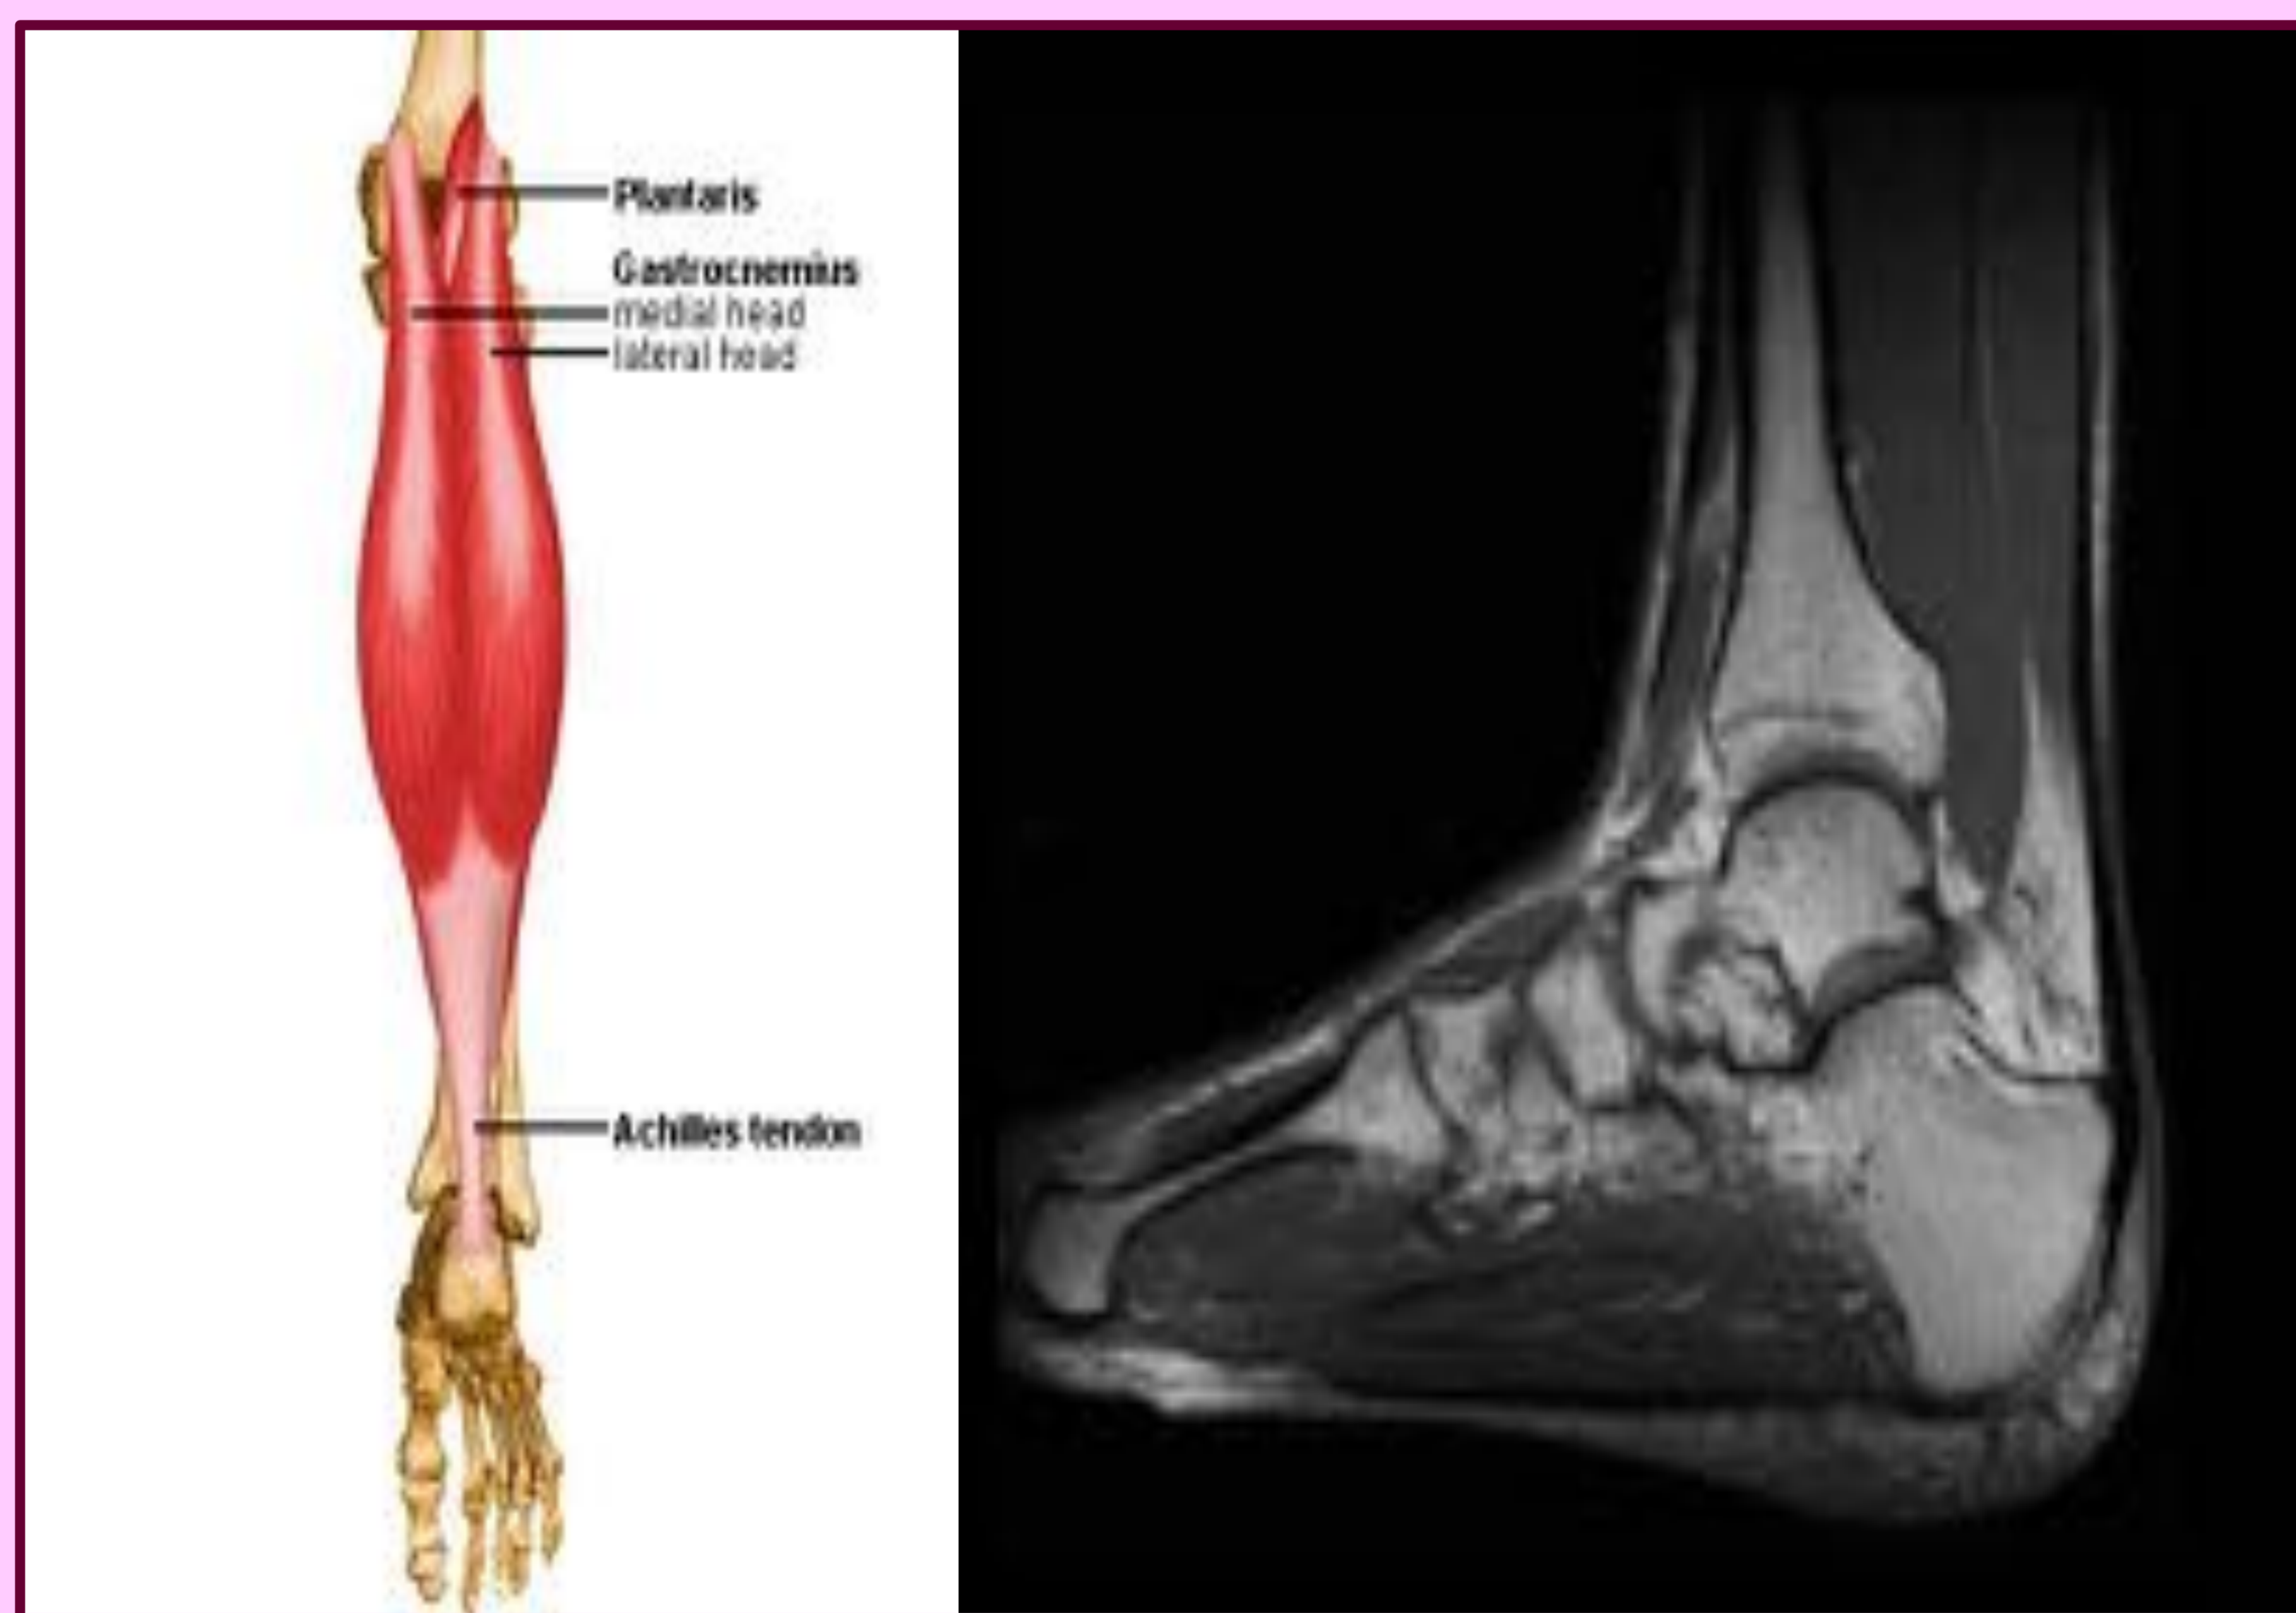 Plantaris
Gastrocnemius
medial head
lateral head
Achilles tendon